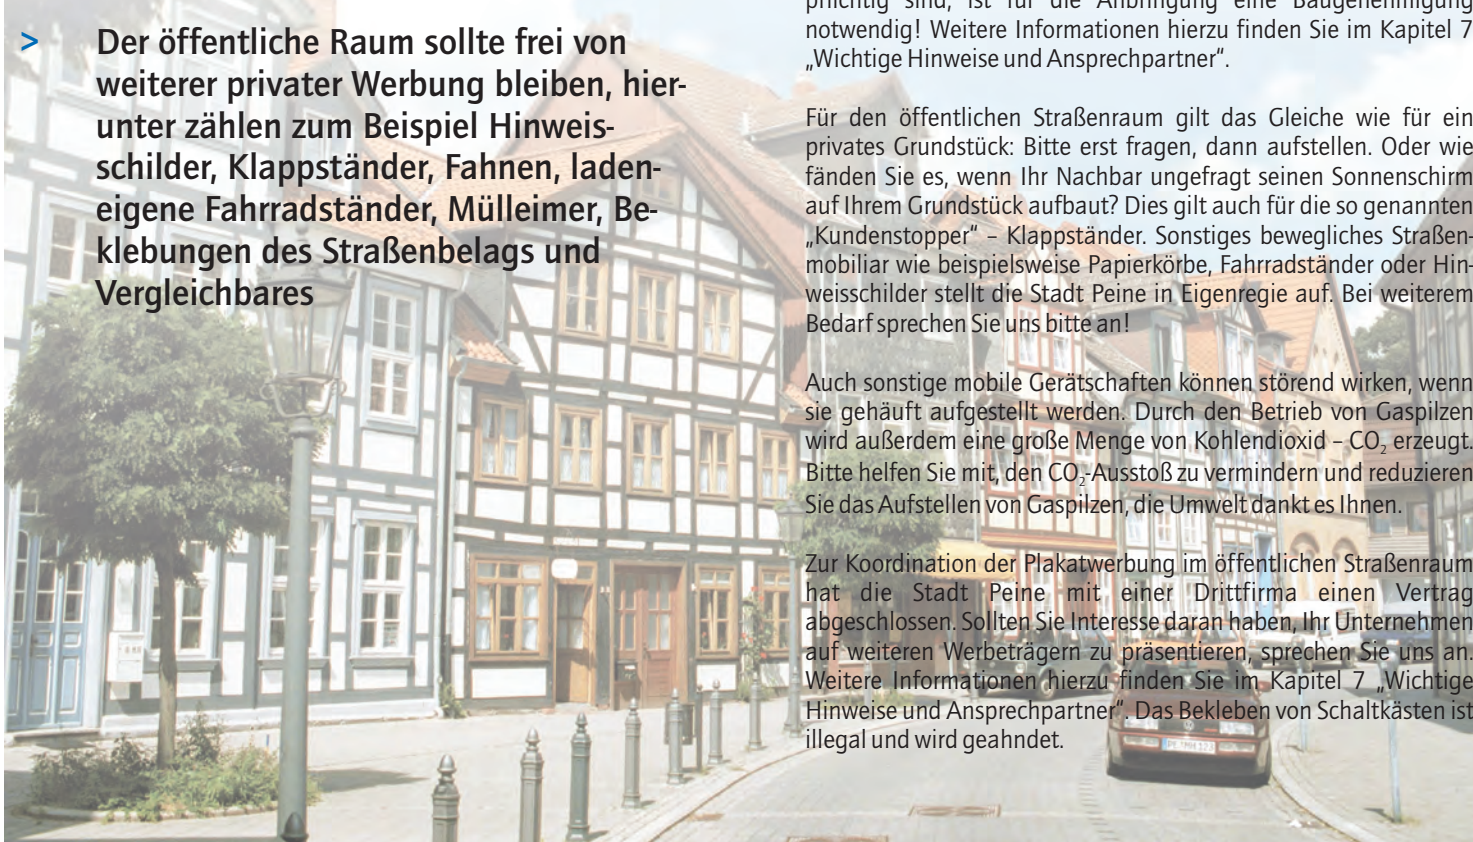 > Der öffentliche Raum sollte frei von
weiterer privater Werbung bleiben, hier-
unter zählen zum Beispiel Hinweis-
schilder, Klappständer, Fahnen, laden-
eigene Fahrradständer, Mülleimer, Be-
klebungen des Straßenbelags und
Vergleichbares
pflichtig sind, ist für die Anbringung eine Baugenehmigung
notwendig! Weitere Informationen hierzu finden Sie im Kapitel 7
„Wichtige Hinweise und Ansprechpartner“.
Für den öffentlichen Straßenraum gilt das Gleiche wie für ein
privates Grundstück: Bitte erst fragen, dann aufstellen. Oder wie
fänden Sie es, wenn Ihr Nachbar ungefragt seinen Sonnenschirm
auf Ihrem Grundstück aufbaut? Dies gilt auch für die so genannten
„Kundenstopper“ – Klappständer. Sonstiges bewegliches Straßen-
mobiliar wie beispielsweise Papierkörbe, Fahrradständer oder Hin-
weisschilder stellt die Stadt Peine in Eigenregie auf. Bei weiterem
Bedarf sprechen Sie uns bitte an!
Auch sonstige mobile Gerätschaften können störend wirken, wenn
sie gehäuft aufgestellt werden. Durch den Betrieb von Gaspilzen
wird außerdem eine große Menge von Kohlendioxid – CO₂ erzeugt.
Bitte helfen Sie mit, den CO₂-Ausstoß zu vermindern und reduzieren
Sie das Aufstellen von Gaspilzen, die Umwelt dankt es Ihnen.
Zur Koordination der Plakatwerbung im öffentlichen Straßenraum
hat die Stadt Peine mit einer Drittfirma einen Vertrag
abgeschlossen. Sollten Sie Interesse daran haben, Ihr Unternehmen
auf weiteren Werbeträgern zu präsentieren, sprechen Sie uns an.
Weitere Informationen hierzu finden Sie im Kapitel 7 „Wichtige
Hinweise und Ansprechpartner“. Das Bekleben von Schaltkästen ist
illegal und wird geahndet.